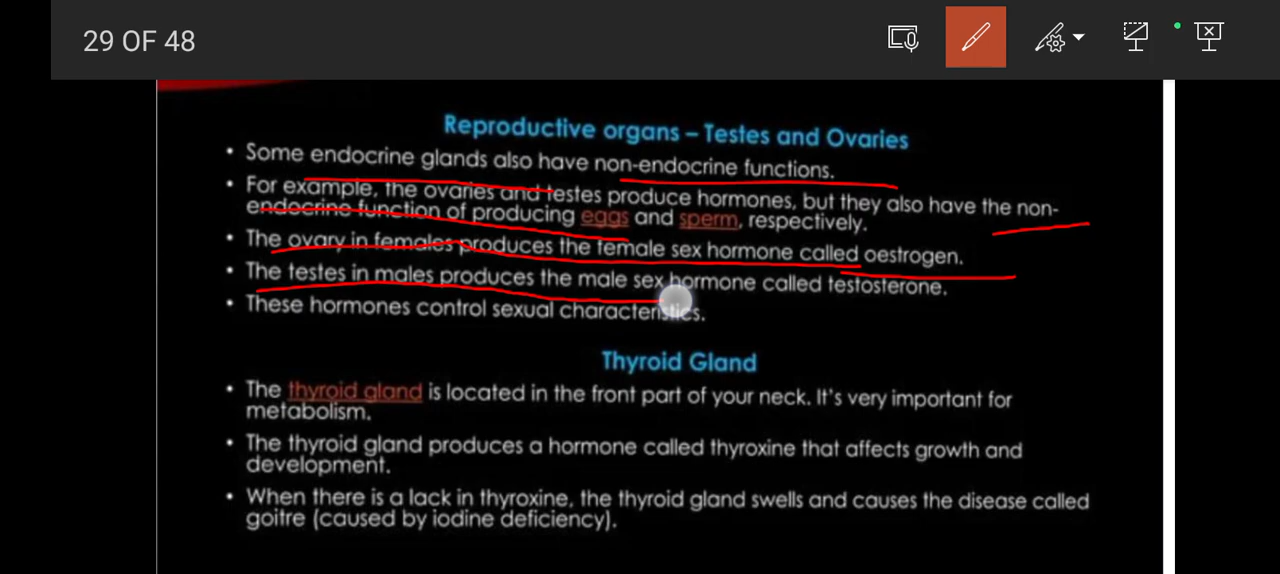 29 OF 48
Reproductive organs – Testes and Ovaries
• Some endocrine glands also have non-endocrine functions.
• For example, the ovaries and testes produce hormones, but they also have the non-
endocrine function of producing eggs and sperm, respectively.
• The ovary in females produces the female sex hormone called oestrogen.
• The testes in males produces the male sex hormone called testosterone.
• These hormones control sexual characteristics.
Thyroid Gland
• The thyroid gland is located in the front part of your neck. It's very important for
metabolism.
• The thyroid gland produces a hormone called thyroxine that affects growth and
development.
• When there is a lack in thyroxine, the thyroid gland swells and causes the disease called
goitre (caused by iodine deficiency).